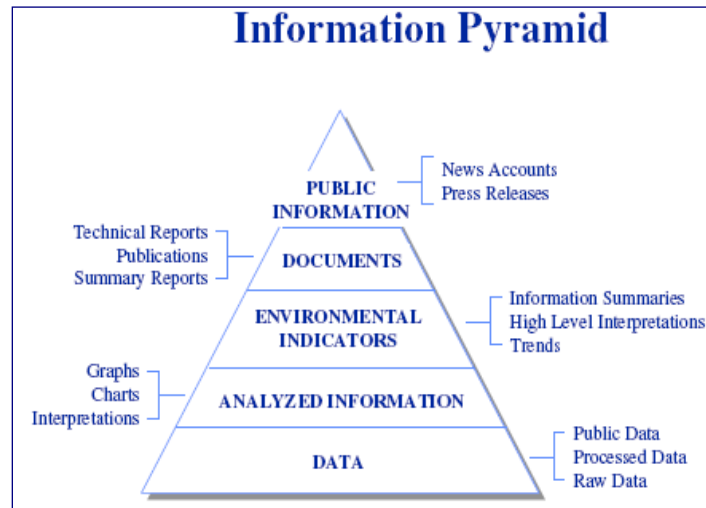 Information Pyramid
News Accounts
Press Releases
PUBLIC
INFORMATION
Technical Reports
Publications
Summary Reports
DOCUMENTS
Information Summaries
High Level Interpretations
Trends
ENVIRONMENTAL
INDICATORS
Graphs
Charts
Interpretations
ANALYZED INFORMATION
Public Data
Processed Data
Raw Data
DATA